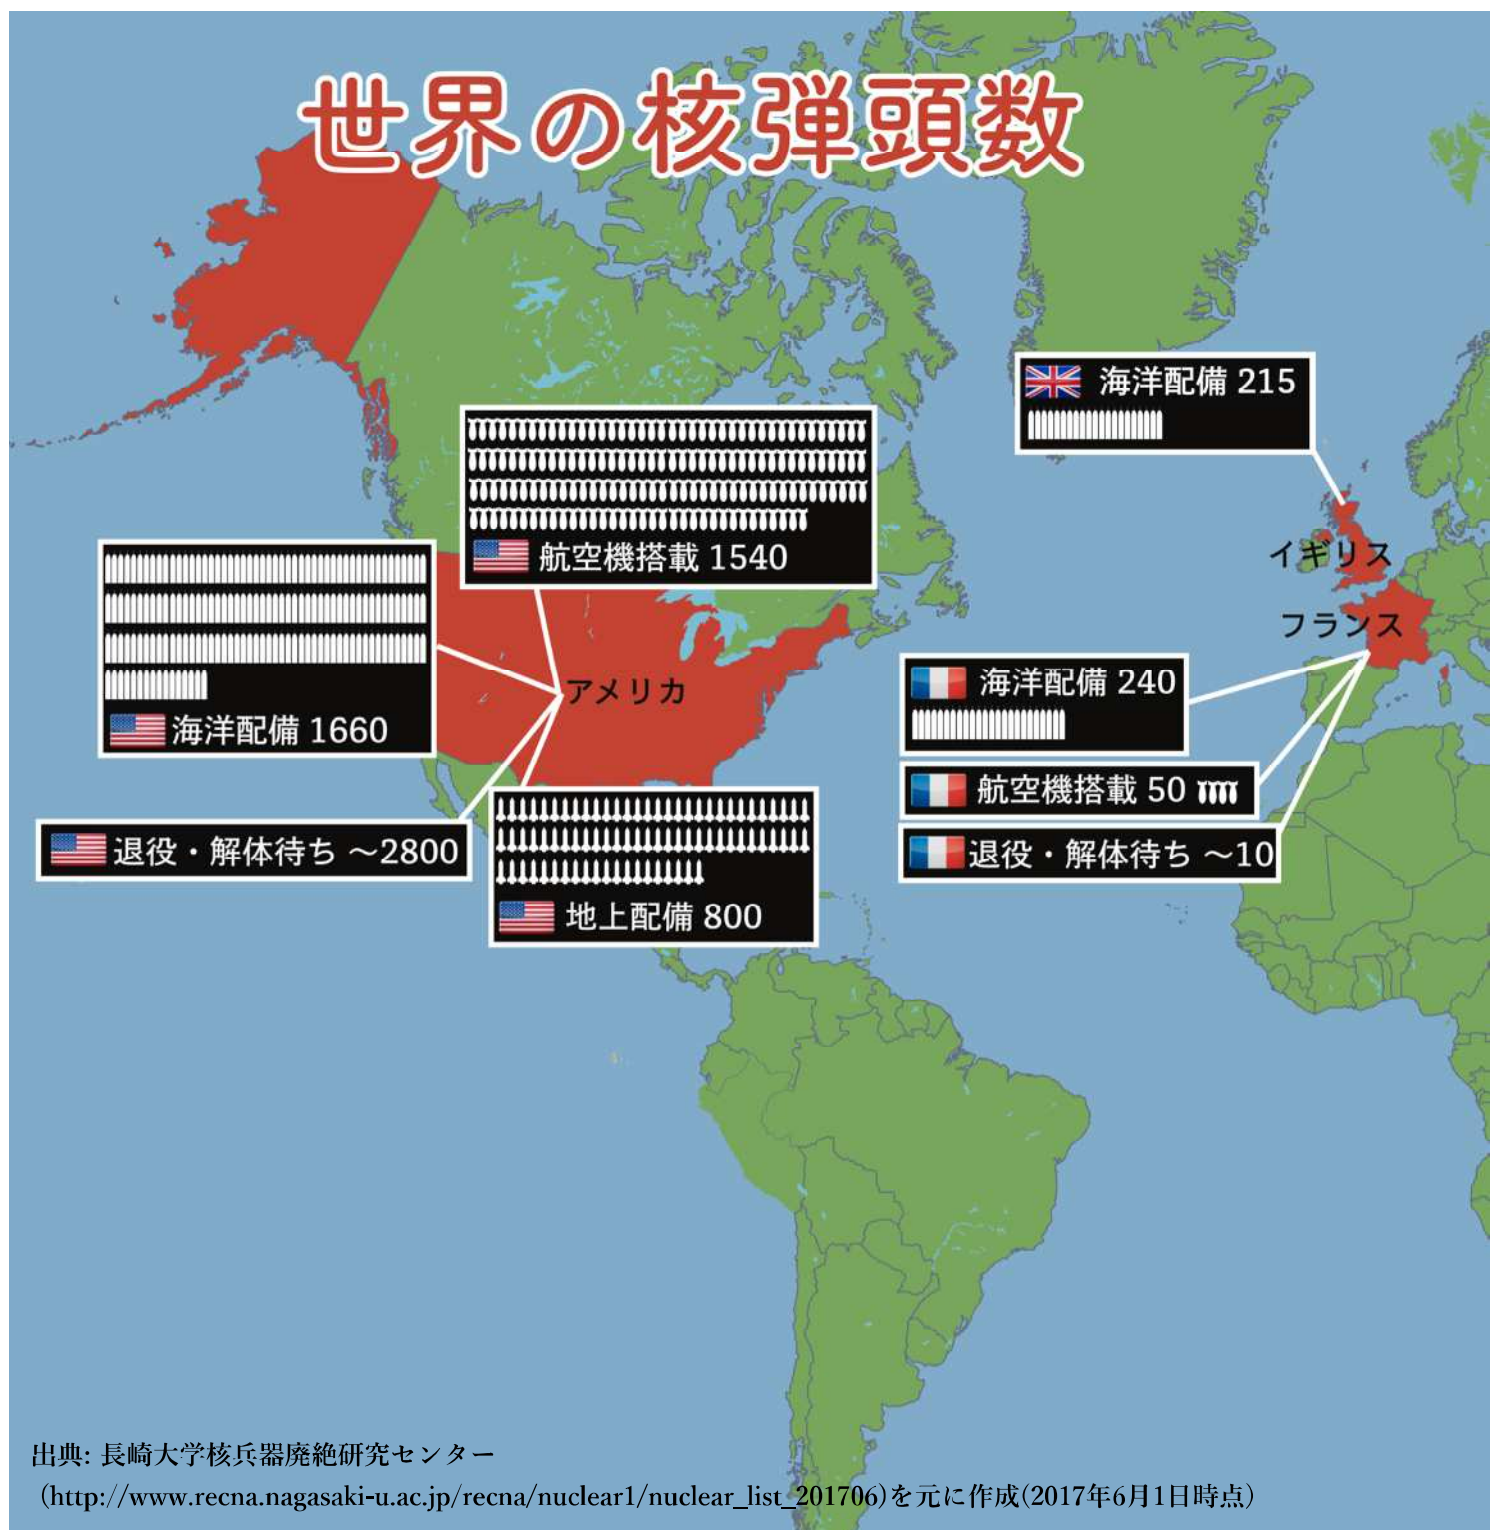 世界の核弾頭数
海洋配備 215
航空機搭載 1540
イギリス
フランス
海洋配備 1660
アメリカ
海洋配備 240
航空機搭載 50
退役・解体待ち ～2800
退役・解体待ち ～10
地上配備 800
出典: 長崎大学核兵器廃絶研究センター
（http://www.recna.nagasaki-u.ac.jp/recna/nuclear1/nuclear_list_201706)を元に作成(2017年6月1日時点）